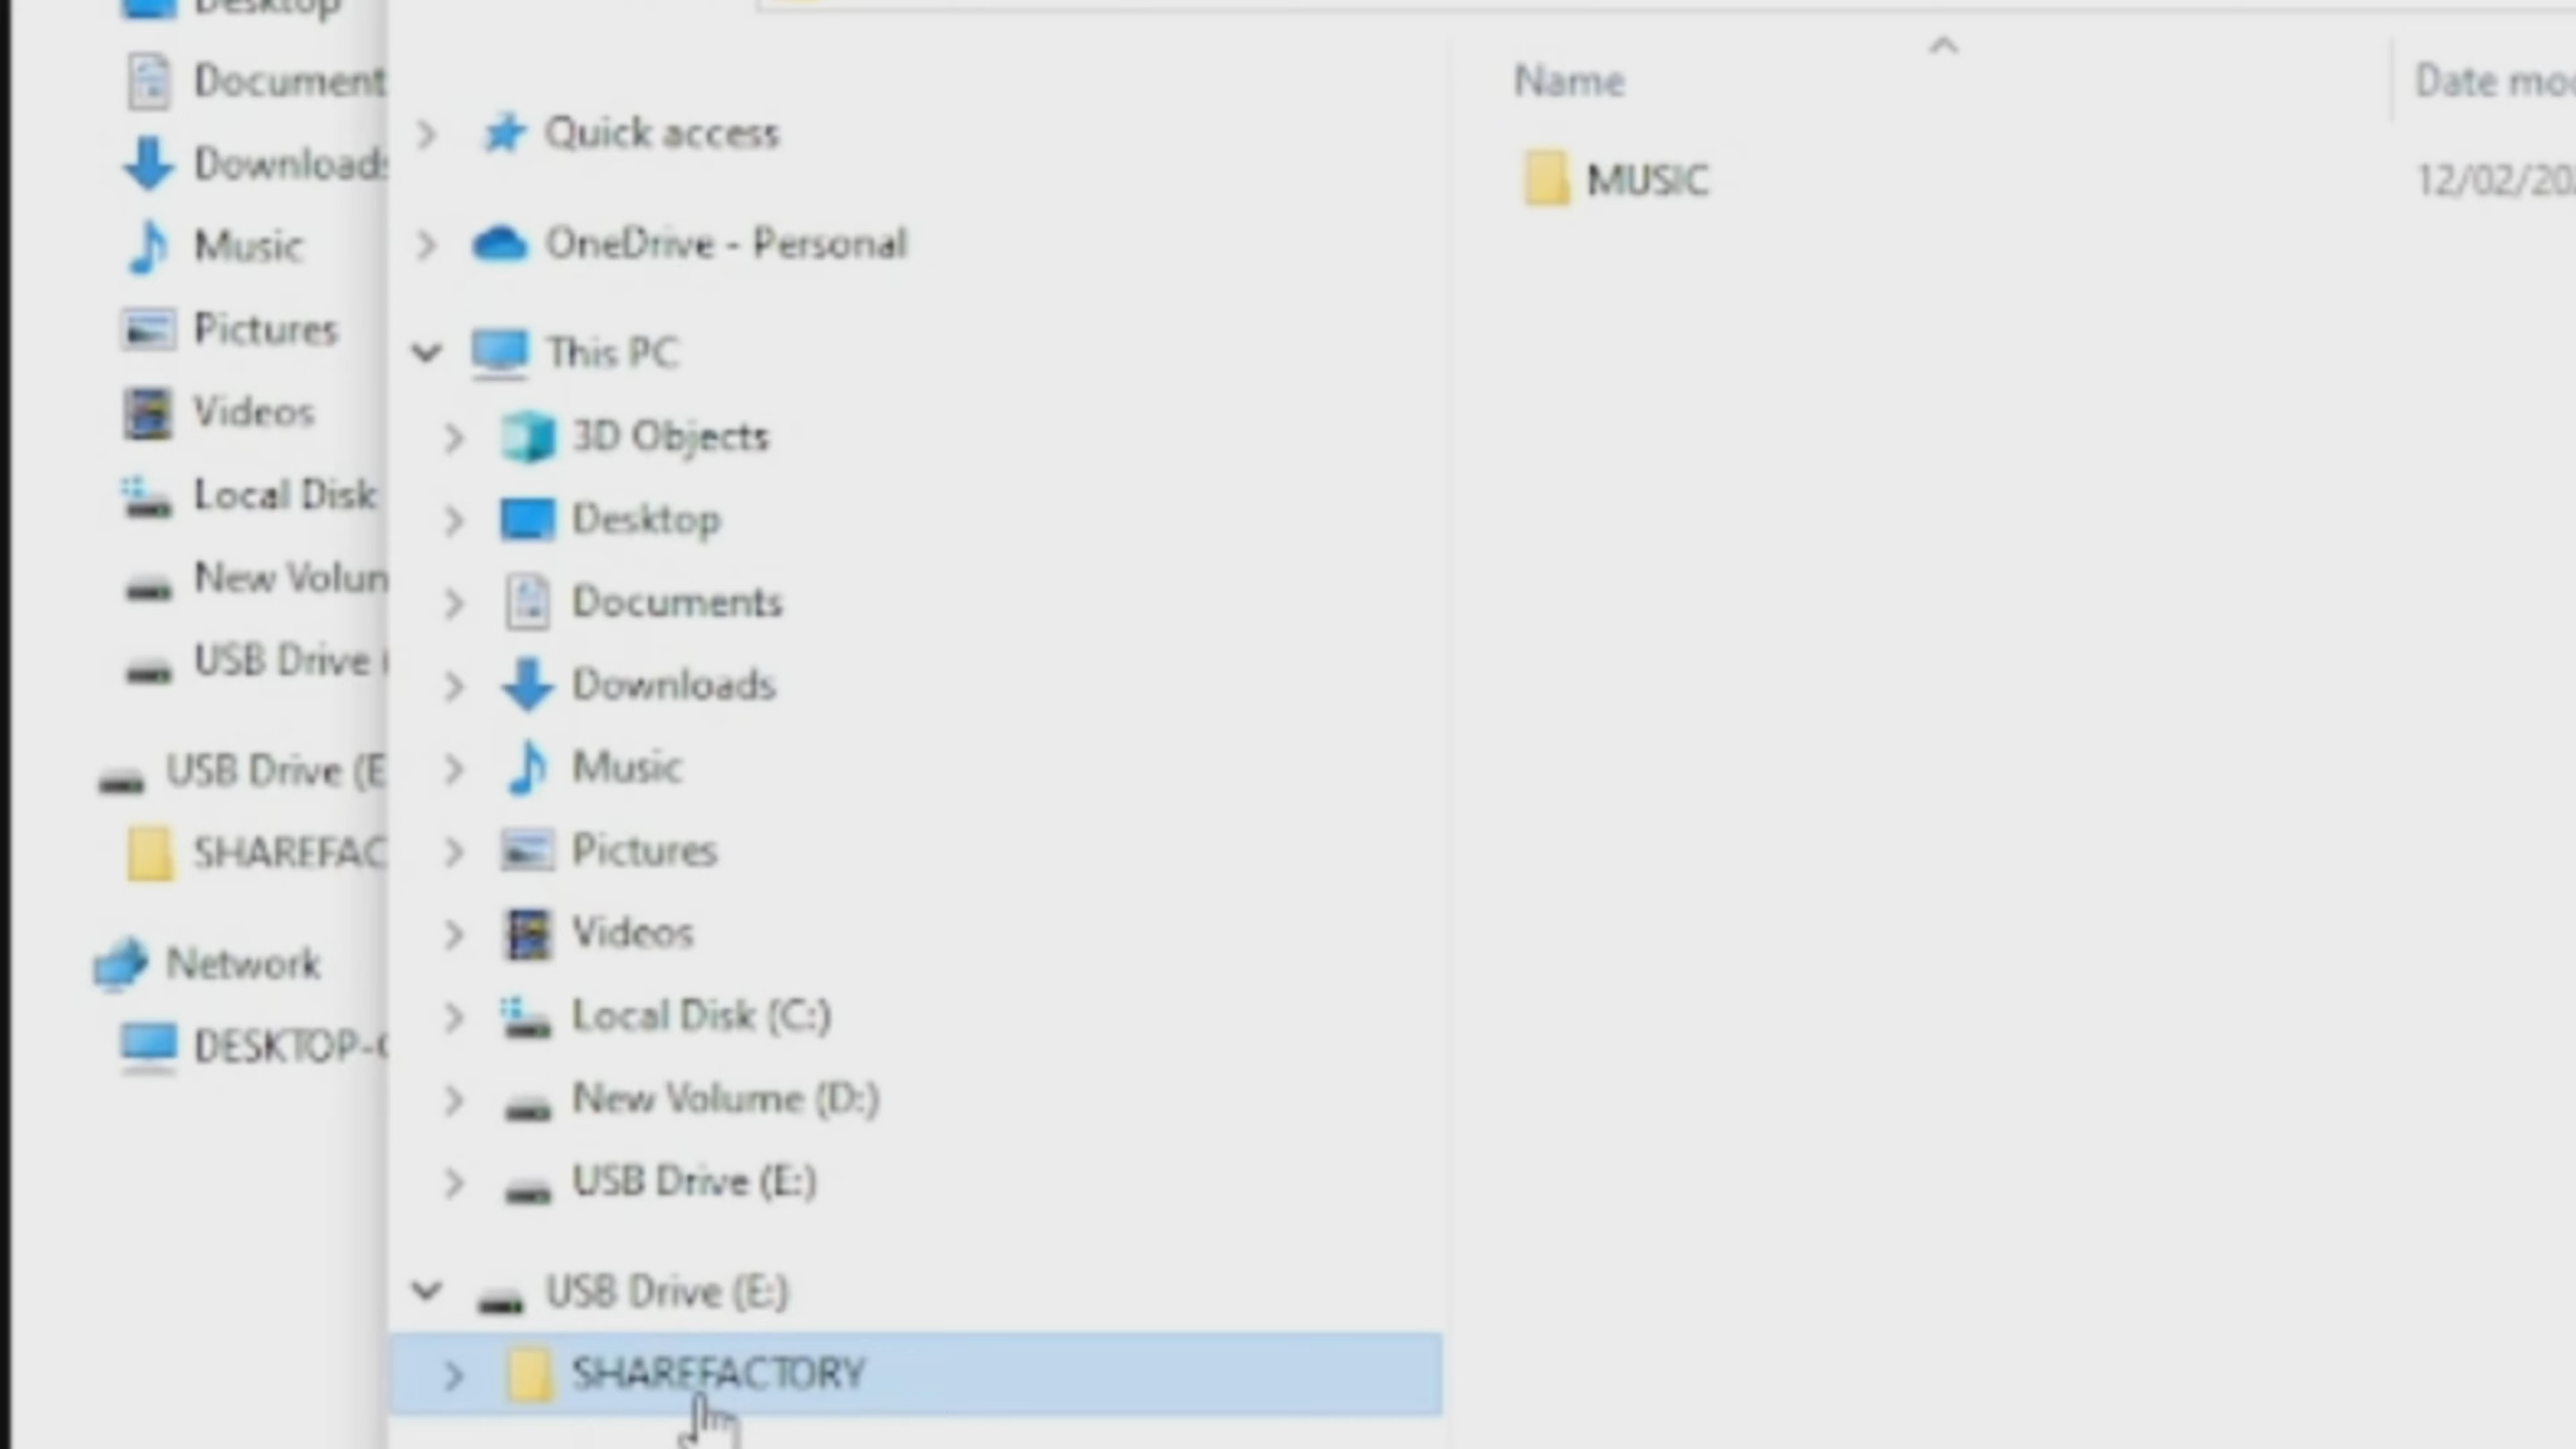 Desktop
Document
Downloads
Music
Pictures
Videos
Local Disk
New Volun
USB Drive
USB Drive (E
SHAREFAC
Network
DESKTOP-
Quick access
OneDrive - Personal
This PC
3D Objects
Desktop
Documents
Downloads
Music
Pictures
Videos
Local Disk (C:)
New Volume (D:)
USB Drive (E:)
USB Drive (E:)
SHAREFACTORY
Name
Date mo
MUSIC
12/02/20